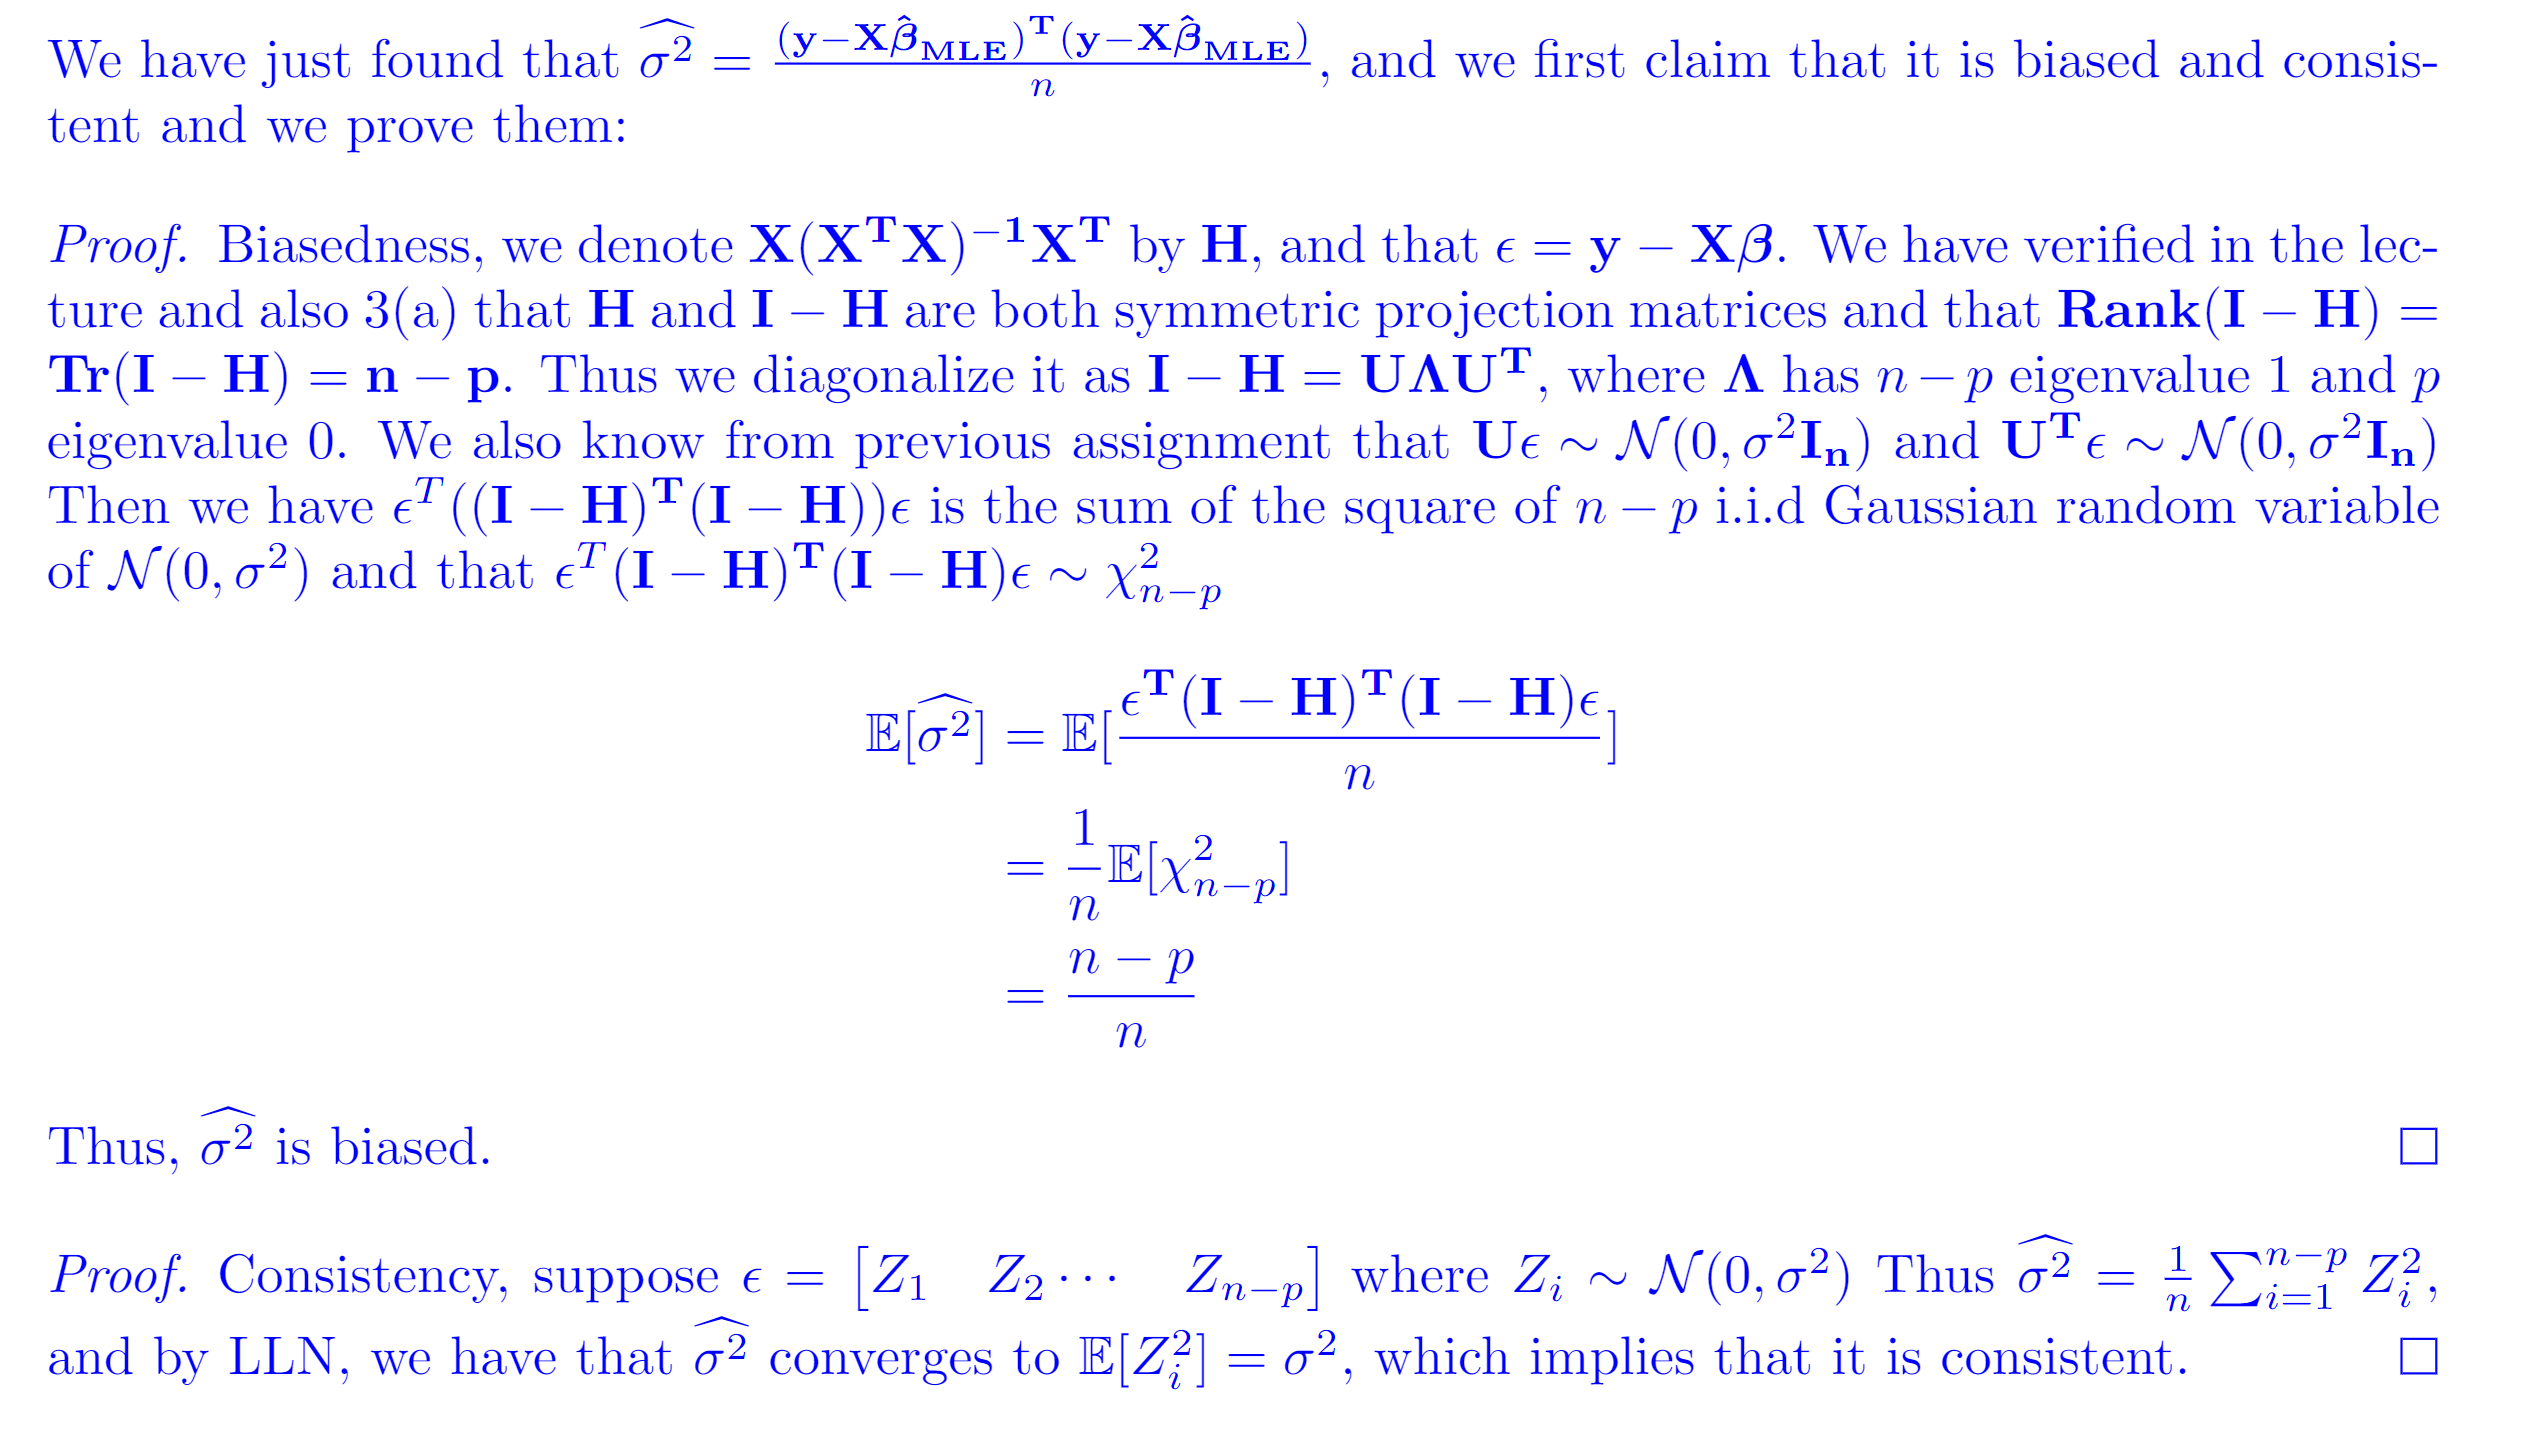 We have just found that $\widehat{\sigma^2} = \frac{(\mathbf{y}-\mathbf{X}\hat{\boldsymbol{\beta}}_{\mathbf{MLE}})^{\mathbf{T}}(\mathbf{y}-\mathbf{X}\hat{\boldsymbol{\beta}}_{\mathbf{MLE}})}{n}$, and we first claim that it is biased and consis-
tent and we prove them:
Proof. Biasedness, we denote $\mathbf{X}(\mathbf{X^TX})^{-1}\mathbf{X^T}$ by $\mathbf{H}$, and that $\epsilon = \mathbf{y} - \mathbf{X}\boldsymbol{\beta}$. We have verified in the lec-
ture and also 3(a) that $\mathbf{H}$ and $\mathbf{I} - \mathbf{H}$ are both symmetric projection matrices and that $\mathbf{Rank}(\mathbf{I} - \mathbf{H}) =$
$\mathbf{Tr}(\mathbf{I} - \mathbf{H}) = \mathbf{n} - \mathbf{p}$. Thus we diagonalize it as $\mathbf{I} - \mathbf{H} = \mathbf{U\Lambda U^T}$, where $\mathbf{\Lambda}$ has $n - p$ eigenvalue 1 and $p$
eigenvalue 0. We also know from previous assignment that $\mathbf{U}\epsilon \sim \mathcal{N}(0, \sigma^2\mathbf{I_n})$ and $\mathbf{U^T}\epsilon \sim \mathcal{N}(0, \sigma^2\mathbf{I_n})$
Then we have $\epsilon^T((\mathbf{I} - \mathbf{H})^{\mathbf{T}}(\mathbf{I} - \mathbf{H}))\epsilon$ is the sum of the square of $n - p$ i.i.d Gaussian random variable
of $\mathcal{N}(0, \sigma^2)$ and that $\epsilon^T(\mathbf{I} - \mathbf{H})^{\mathbf{T}}(\mathbf{I} - \mathbf{H})\epsilon \sim \chi^2_{n-p}$
$\mathbb{E}[\widehat{\sigma^2}] = \mathbb{E}[\frac{\epsilon^{\mathbf{T}}(\mathbf{I} - \mathbf{H})^{\mathbf{T}}(\mathbf{I} - \mathbf{H})\epsilon}{n}]$
$= \frac{1}{n}\mathbb{E}[\chi^2_{n-p}]$
$= \frac{n - p}{n}$
Thus, $\widehat{\sigma^2}$ is biased. □
Proof. Consistency, suppose $\epsilon = \begin{bmatrix} Z_1 & Z_2 \cdots & Z_{n-p} \end{bmatrix}$ where $Z_i \sim \mathcal{N}(0, \sigma^2)$ Thus $\widehat{\sigma^2} = \frac{1}{n}\sum_{i=1}^{n-p} Z_i^2$,
and by LLN, we have that $\widehat{\sigma^2}$ converges to $\mathbb{E}[Z_i^2] = \sigma^2$, which implies that it is consistent. □